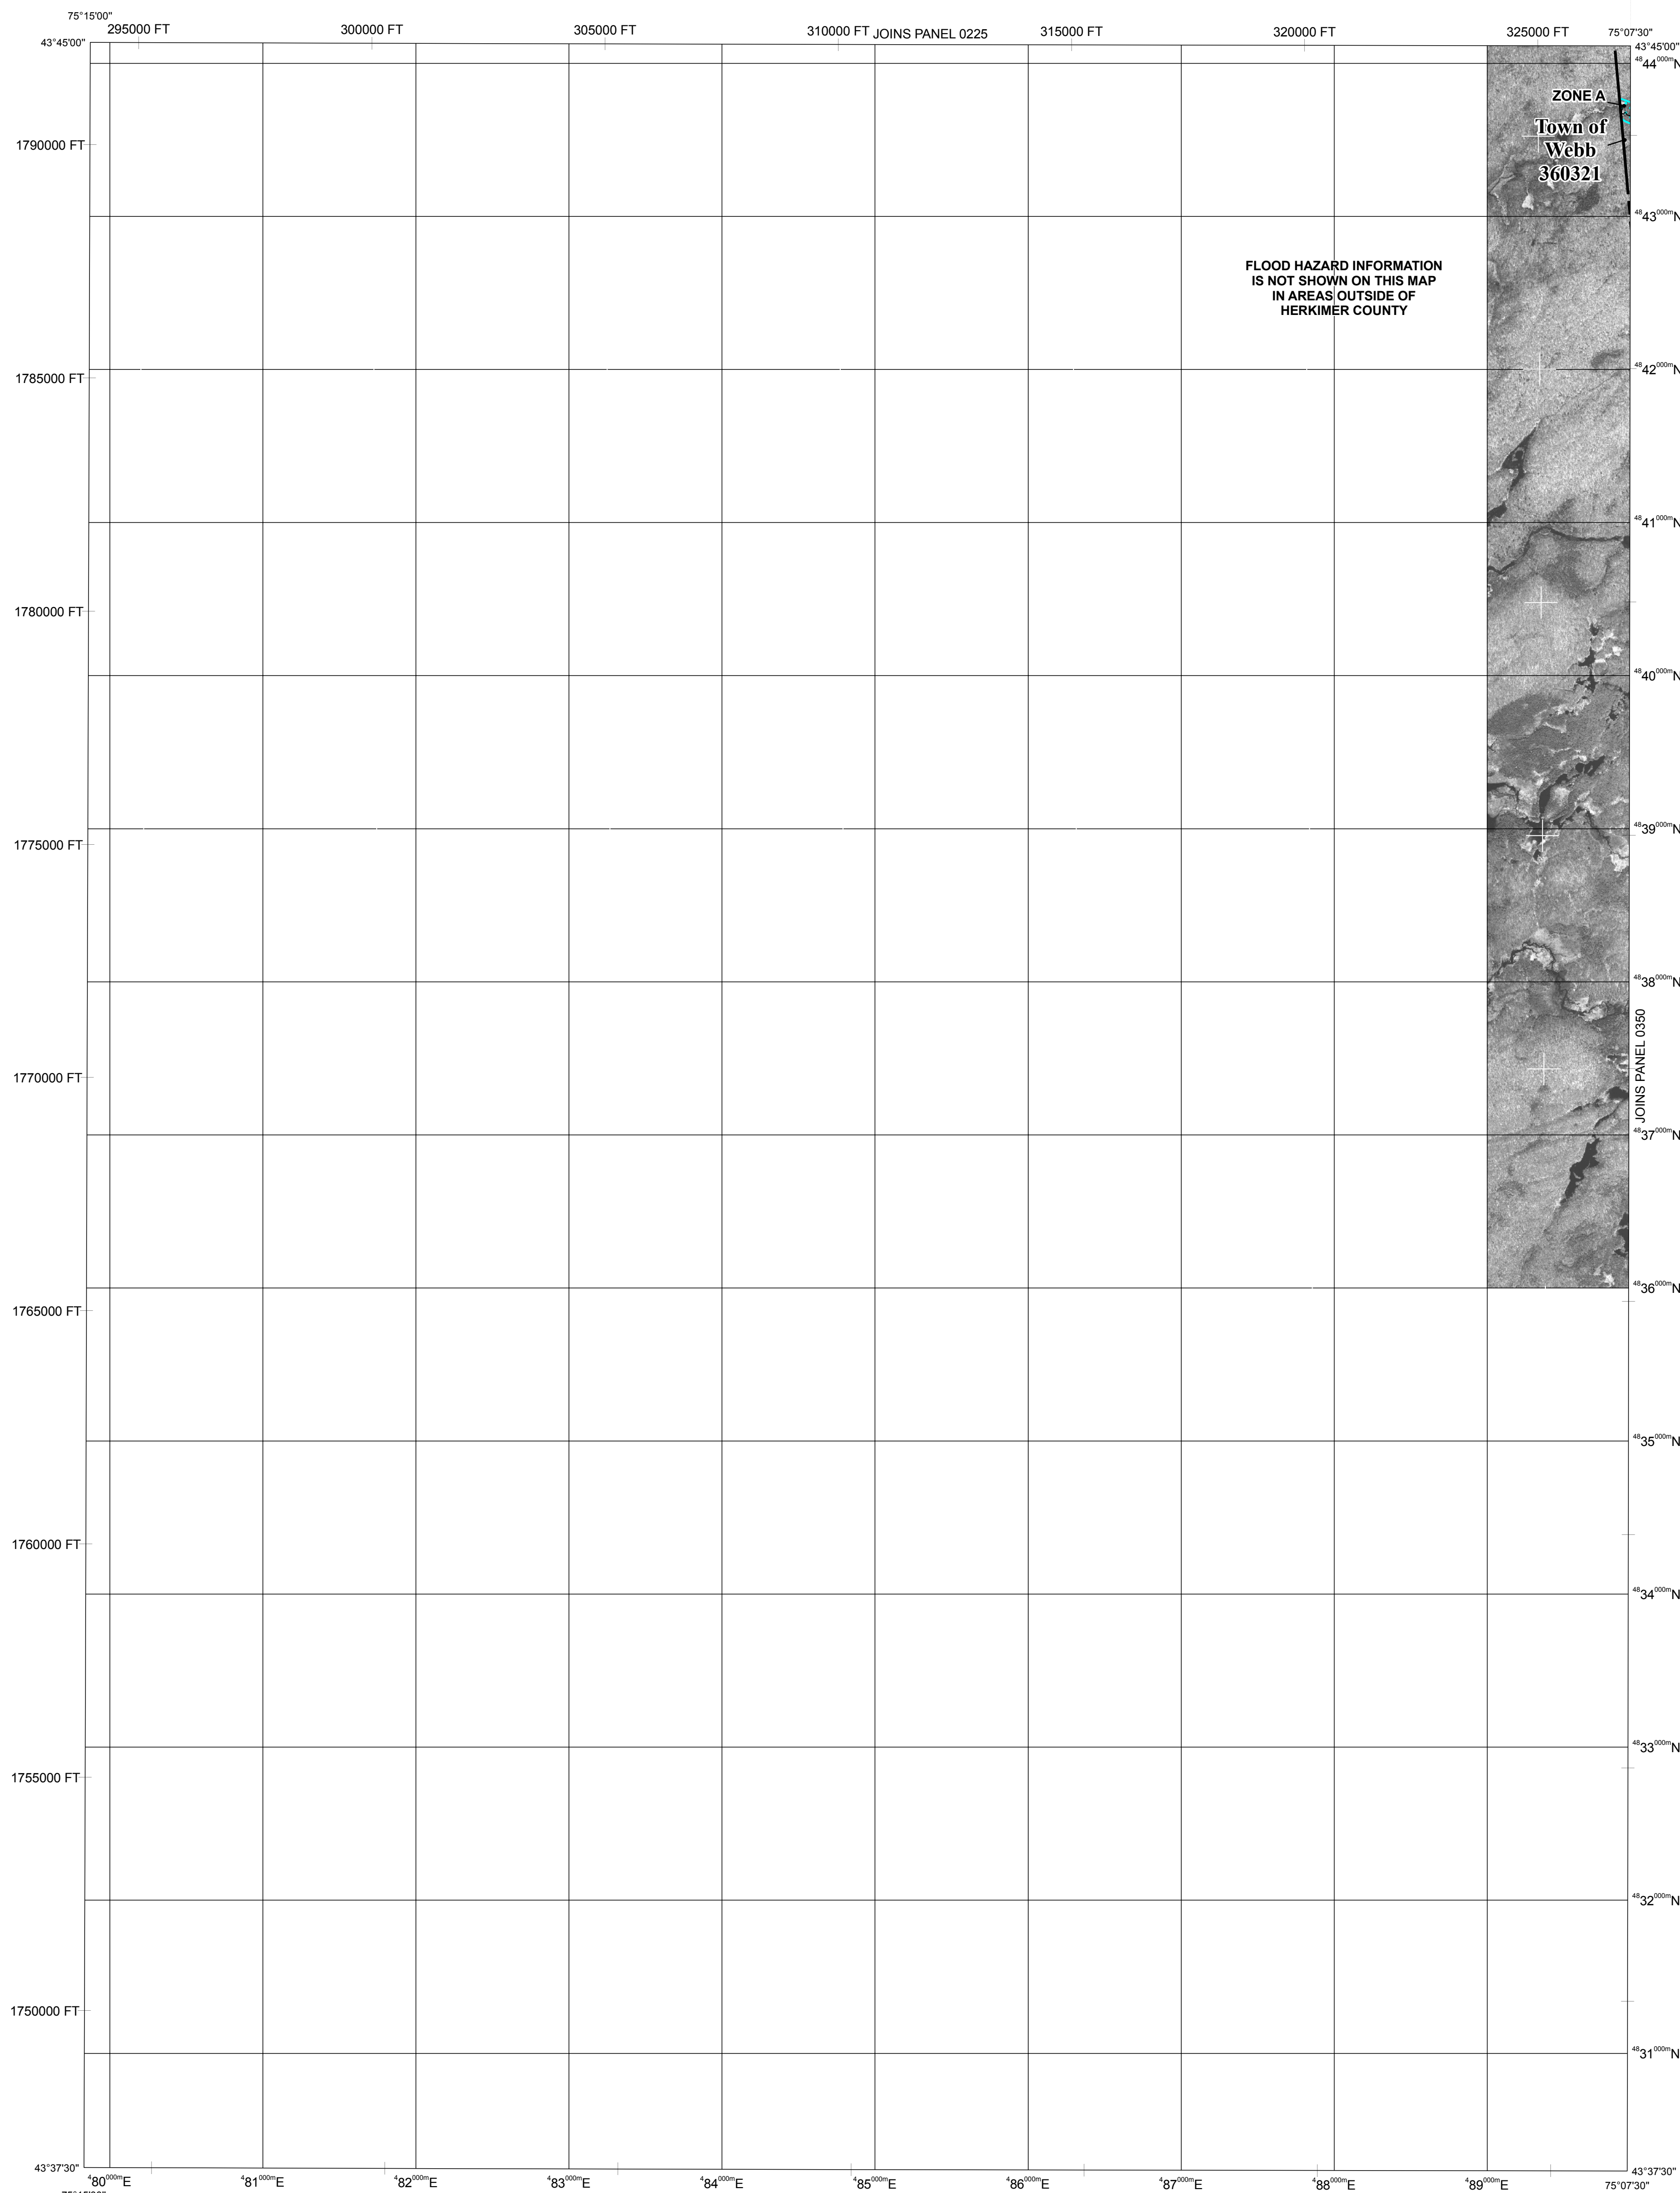 75°15'00"
295000 FT 300000 FT 305000 FT 310000 FT JOINS PANEL 0225 315000 FT 320000 FT 325000 FT 75°07'30"
43°45'00" 43°45'00"
4844000mN
ZONE A
Town of
Webb
360321
1790000 FT
4843000mN
FLOOD HAZARD INFORMATION
IS NOT SHOWN ON THIS MAP
IN AREAS OUTSIDE OF
HERKIMER COUNTY
1785000 FT
4842000mN
4841000mN
1780000 FT
4840000mN
4839000mN
1775000 FT
4838000mN
JOINS PANEL 0350
1770000 FT
4837000mN
4836000mN
1765000 FT
4835000mN
1760000 FT
4834000mN
4833000mN
1755000 FT
4832000mN
1750000 FT
4831000mN
43°37'30" 43°37'30"
480000mE 481000mE 482000mE 483000mE 484000mE 485000mE 486000mE 487000mE 488000mE 489000mE 75°07'30"